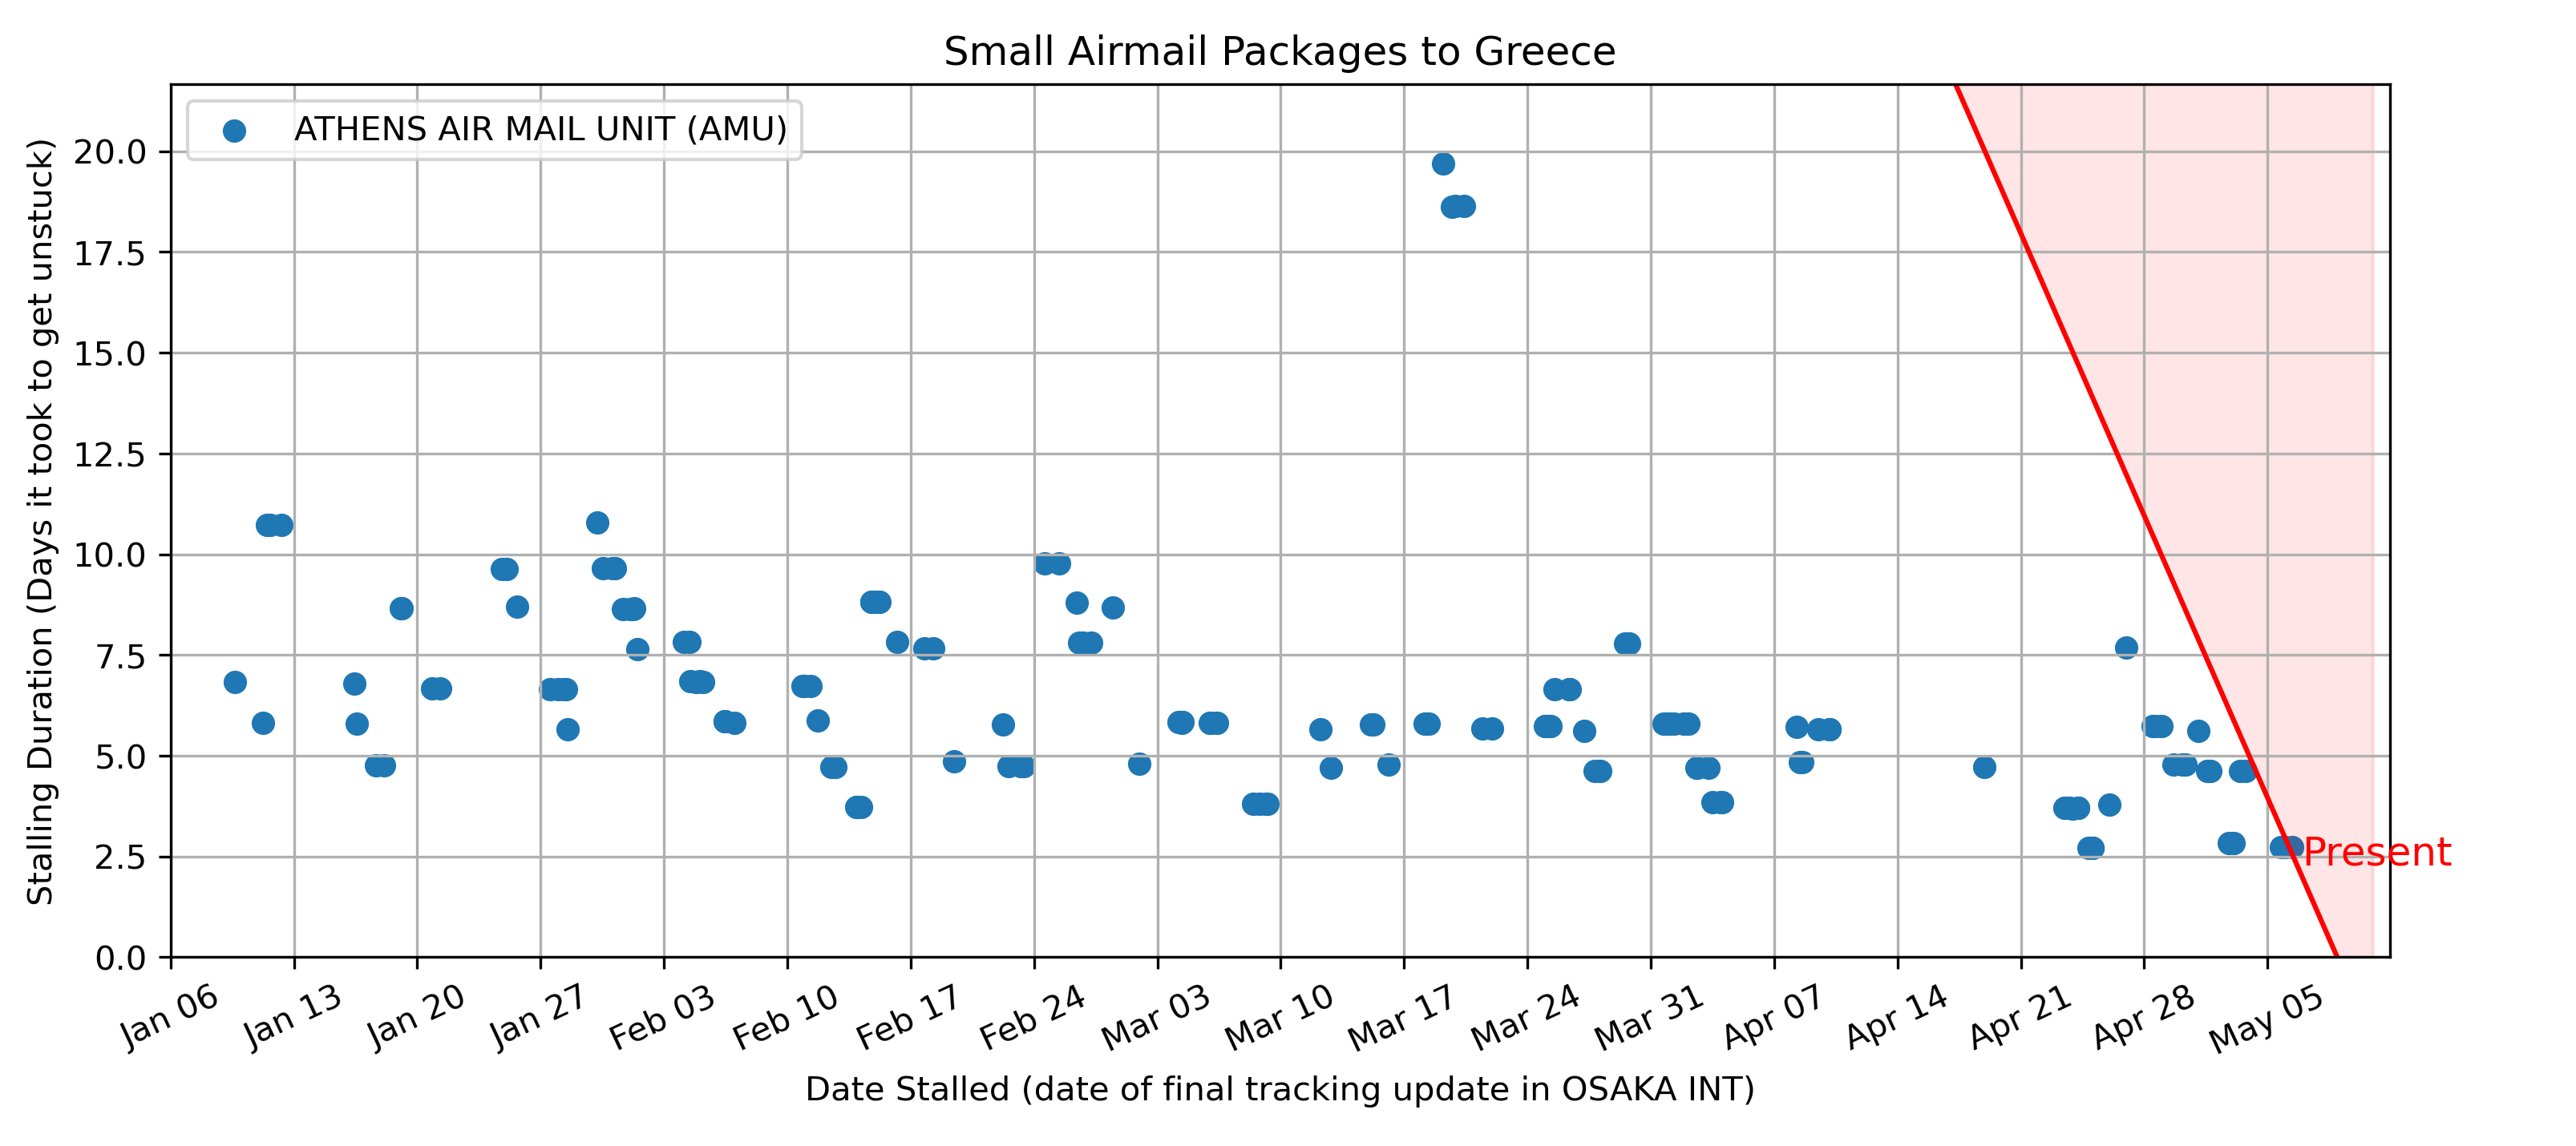 Small Airmail Packages to Greece
ATHENS AIR MAIL UNIT (AMU)
Stalling Duration (Days it took to get unstuck)
20.0
17.5
15.0
12.5
10.0
7.5
5.0
2.5
0.0
Present
Jan 06
Jan 13
Jan 20
Jan 27
Feb 03
Feb 10
Feb 17
Feb 24
Mar 03
Mar 10
Mar 17
Mar 24
Mar 31
Apr 07
Apr 14
Apr 21
Apr 28
May 05
Date Stalled (date of final tracking update in OSAKA INT)